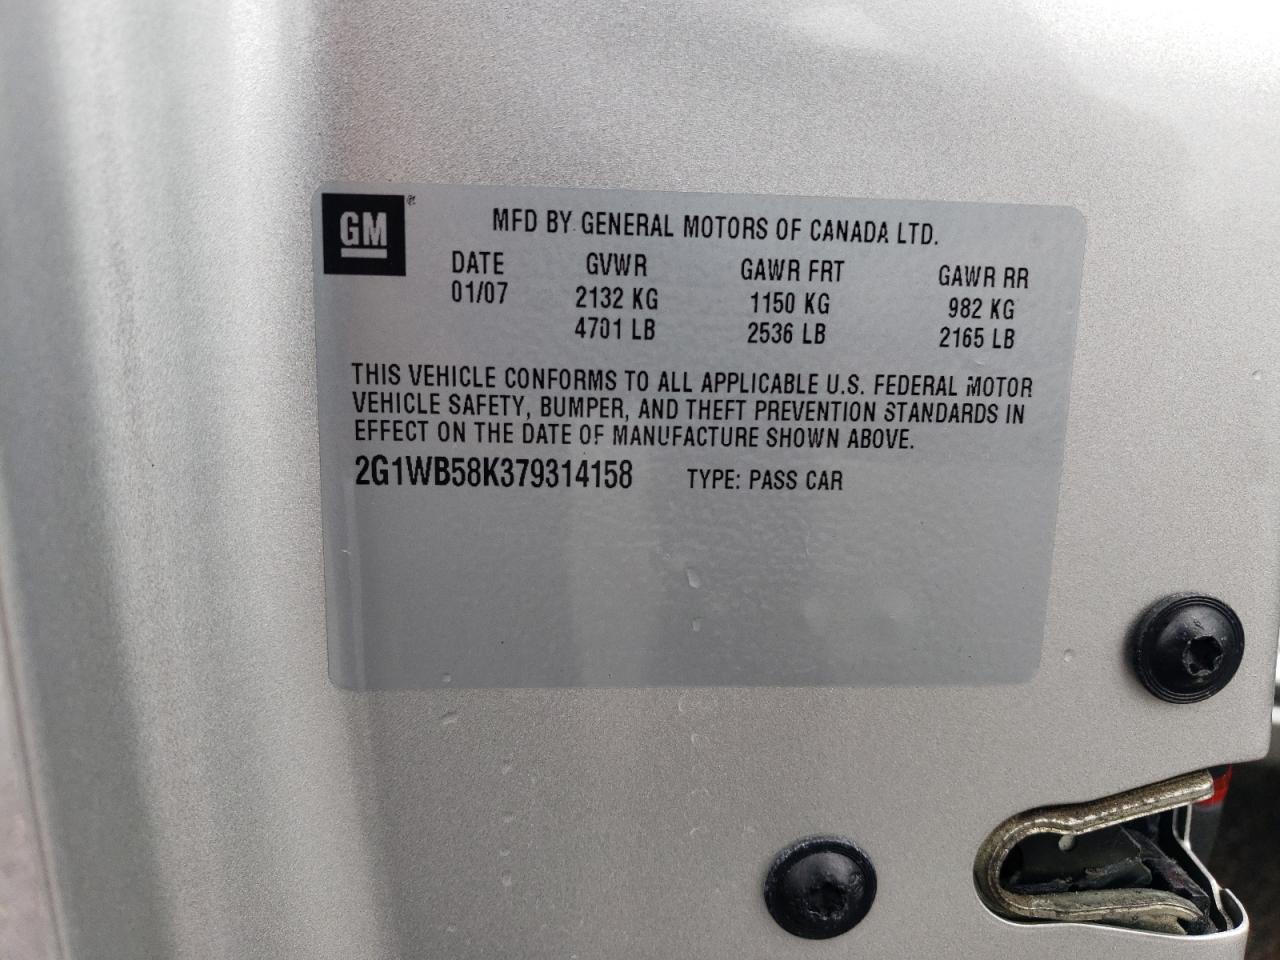 GM®
MFD BY GENERAL MOTORS OF CANADA LTD.
DATE GVWR GAWR FRT GAWR RR
01/07 2132 KG 1150 KG 982 KG
4701 LB 2536 LB 2165 LB
THIS VEHICLE CONFORMS TO ALL APPLICABLE U.S. FEDERAL MOTOR
VEHICLE SAFETY, BUMPER, AND THEFT PREVENTION STANDARDS IN
EFFECT ON THE DATE OF MANUFACTURE SHOWN ABOVE.
2G1WB58K379314158 TYPE: PASS CAR